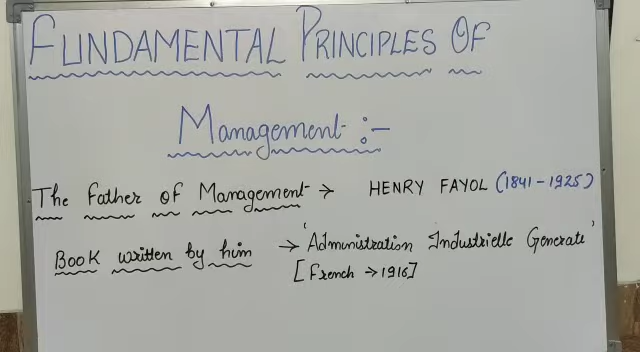 FUNDAMENTAL PRINCIPLES OF
Management :-
The Father of Management → HENRY FAYOL (1841-1925)
Book written by him → 'Administration Industrielle Generate'
[French → 1916]